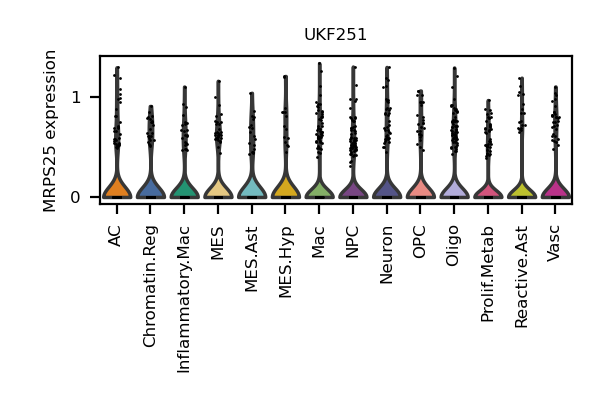 UKF251
MRPS25 expression
1
0
AC
Chromatin.Reg
Inflammatory.Mac
MES
MES.Ast
MES.Hyp
Mac
NPC
Neuron
OPC
Oligo
Prolif.Metab
Reactive.Ast
Vasc